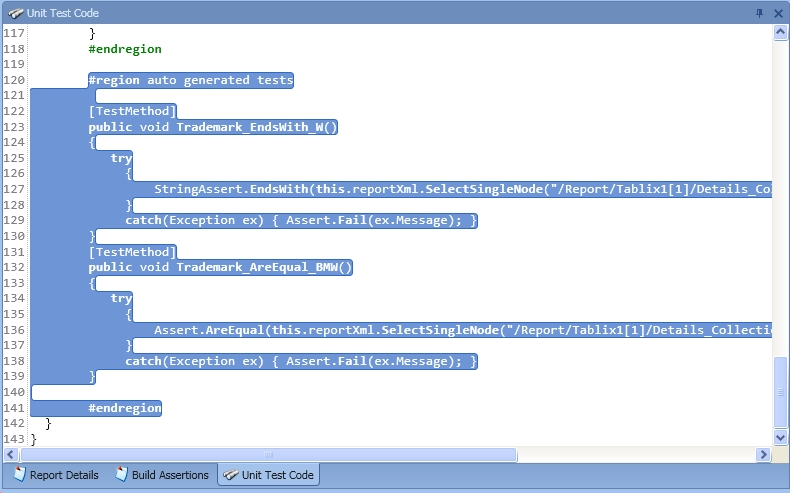 Unit Test Code
117 }
118 #endregion
119
120 #region auto generated tests
121
122 [TestMethod]
123 public void Trademark_EndsWith_W()
124 {
125 try
126 {
127 StringAssert.EndsWith(this.reportXml.SelectSingleNode("/Report/Tablix1[1]/Details_Co
128 }
129 catch(Exception ex) { Assert.Fail(ex.Message); }
130 }
131 [TestMethod]
132 public void Trademark_AreEqual_BMW()
133 {
134 try
135 {
136 Assert.AreEqual(this.reportXml.SelectSingleNode("/Report/Tablix1[1]/Details_Collectio
137 }
138 catch(Exception ex) { Assert.Fail(ex.Message); }
139 }
140
141 #endregion
142 }
143 }
Report Details Build Assertions Unit Test Code